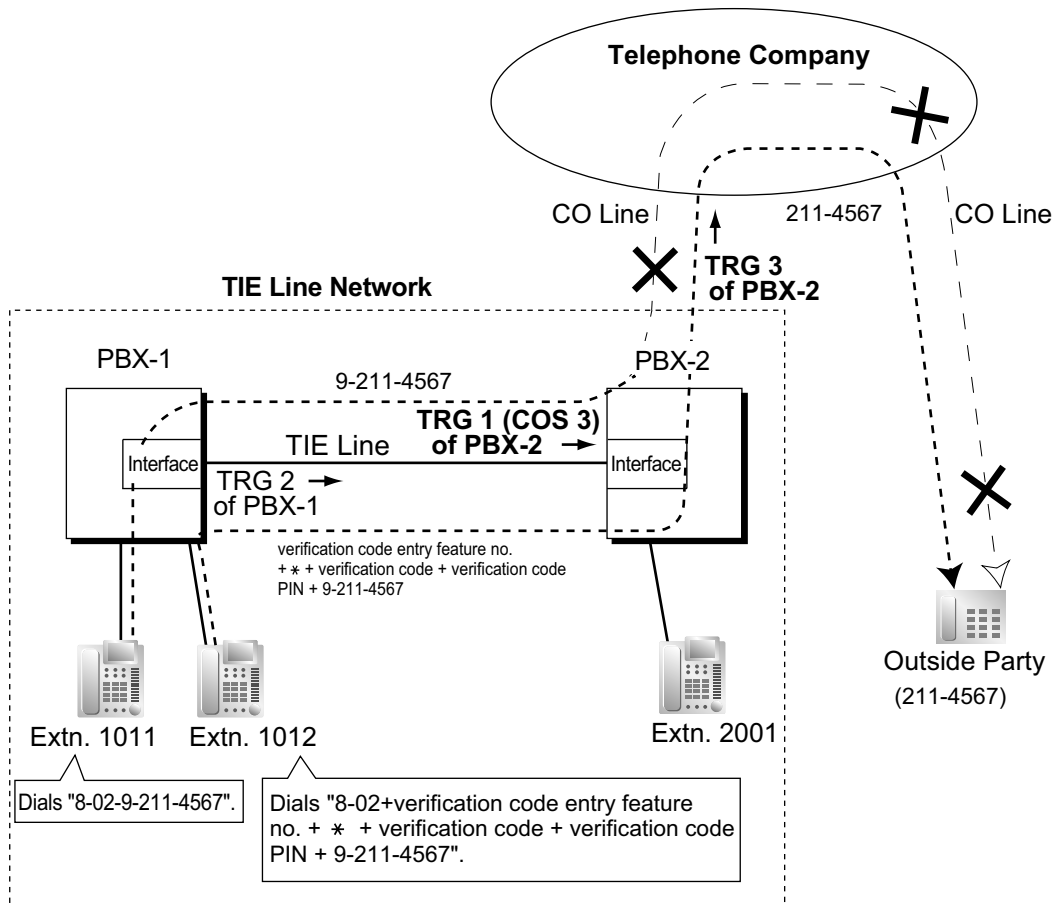 Telephone Company
CO Line
211-4567
CO Line
TRG 3
of PBX-2
TIE Line Network
PBX-1
PBX-2
9-211-4567
TRG 1 (COS 3)
of PBX-2
TIE Line
Interface
Interface
TRG 2
of PBX-1
verification code entry feature no.
+ * + verification code + verification code
PIN + 9-211-4567
Outside Party
(211-4567)
Extn. 1011
Extn. 1012
Extn. 2001
Dials "8-02-9-211-4567".
Dials "8-02+verification code entry feature
no. + * + verification code + verification code
PIN + 9-211-4567".